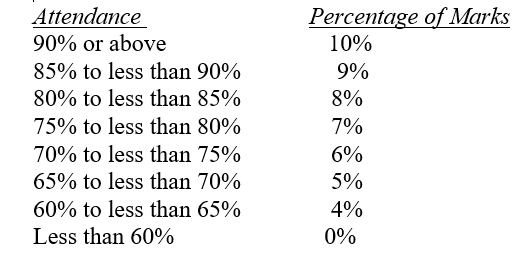 Attendance Percentage of Marks
90% or above 10%
85% to less than 90% 9%
80% to less than 85% 8%
75% to less than 80% 7%
70% to less than 75% 6%
65% to less than 70% 5%
60% to less than 65% 4%
Less than 60% 0%